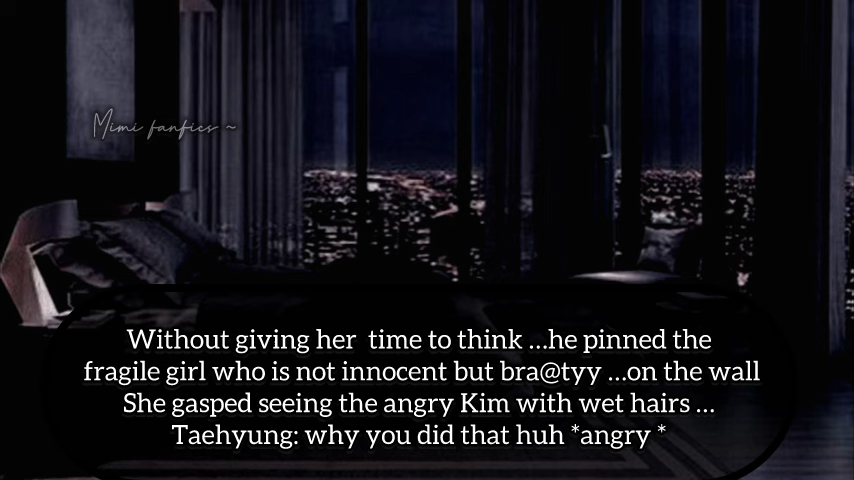 Mimi fanfics ~
Without giving her time to think ...he pinned the
fragile girl who is not innocent but bra@tyy ...on the wall
She gasped seeing the angry Kim with wet hairs ...
Taehyung: why you did that huh *angry *